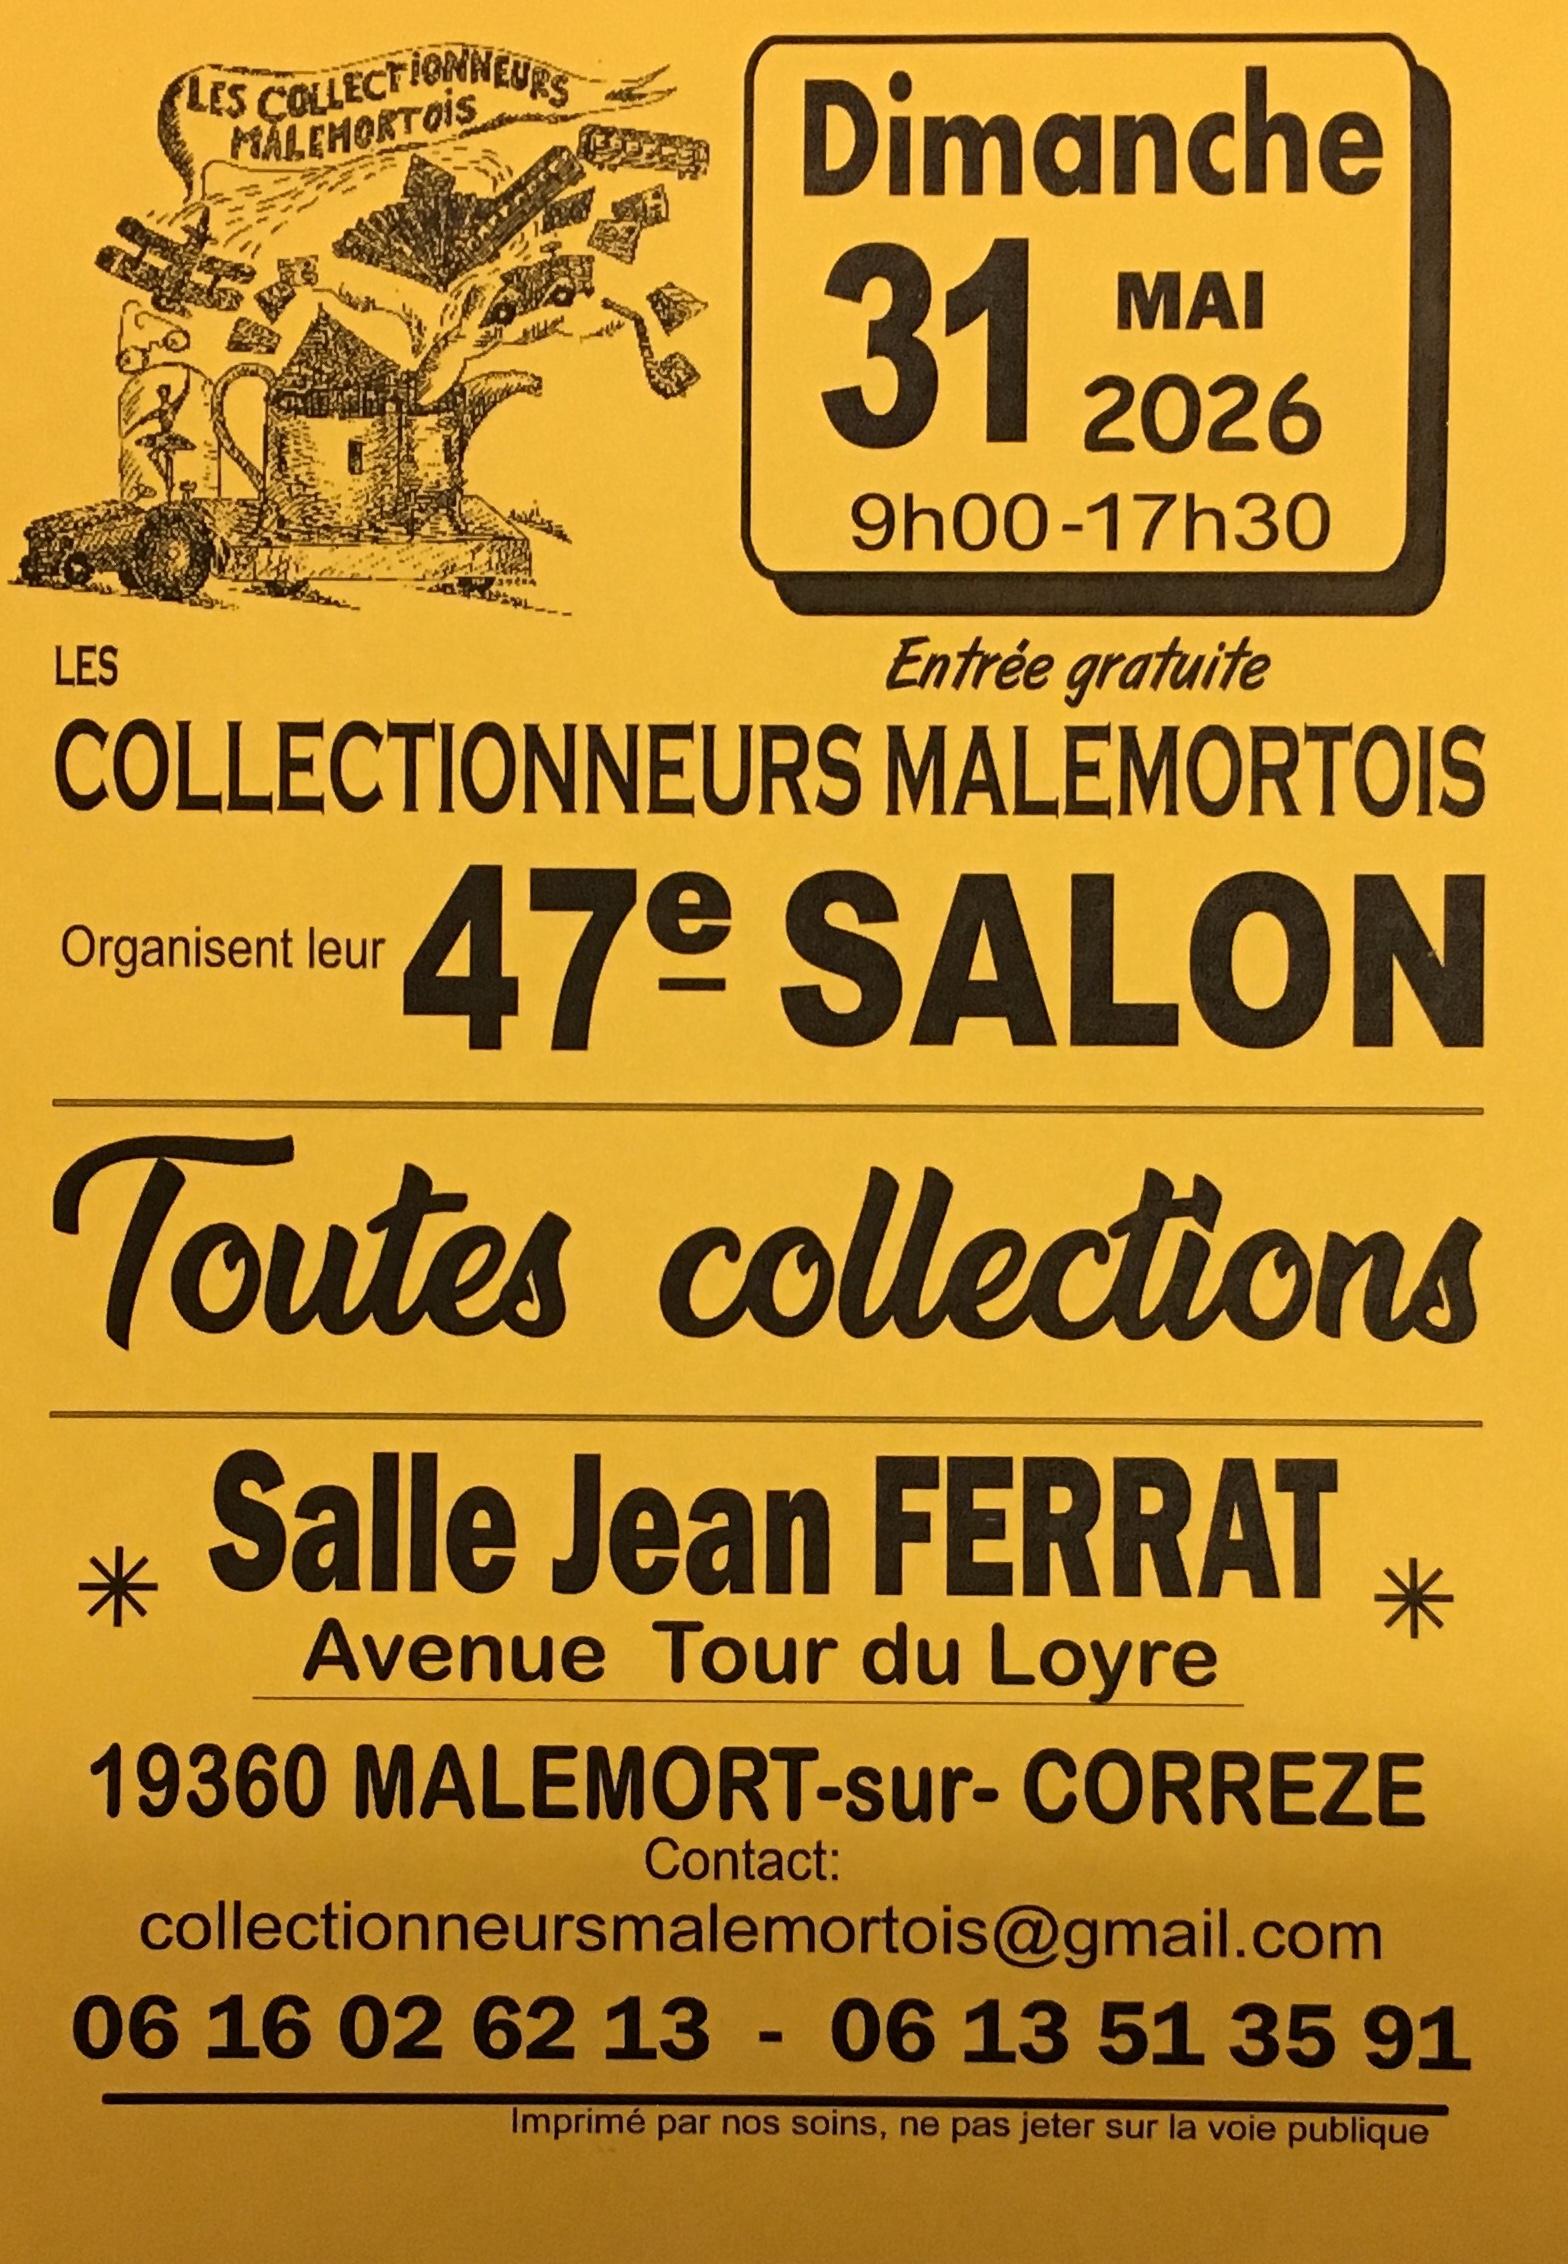 LES COLLECTIONNEURS
MALEMORTOIS
Dimanche
31 MAI
2026
9h00-17h30
Entrée gratuite
LES
COLLECTIONNEURS MALEMORTOIS
Organisent leur 47e SALON
Toutes collections
Salle Jean FERRAT
Avenue Tour du Loyre
19360 MALEMORT-sur- CORREZE
Contact:
collectionneursmalemortois@gmail.com
06 16 02 62 13 - 06 13 51 35 91
Imprimé par nos soins, ne pas jeter sur la voie publique